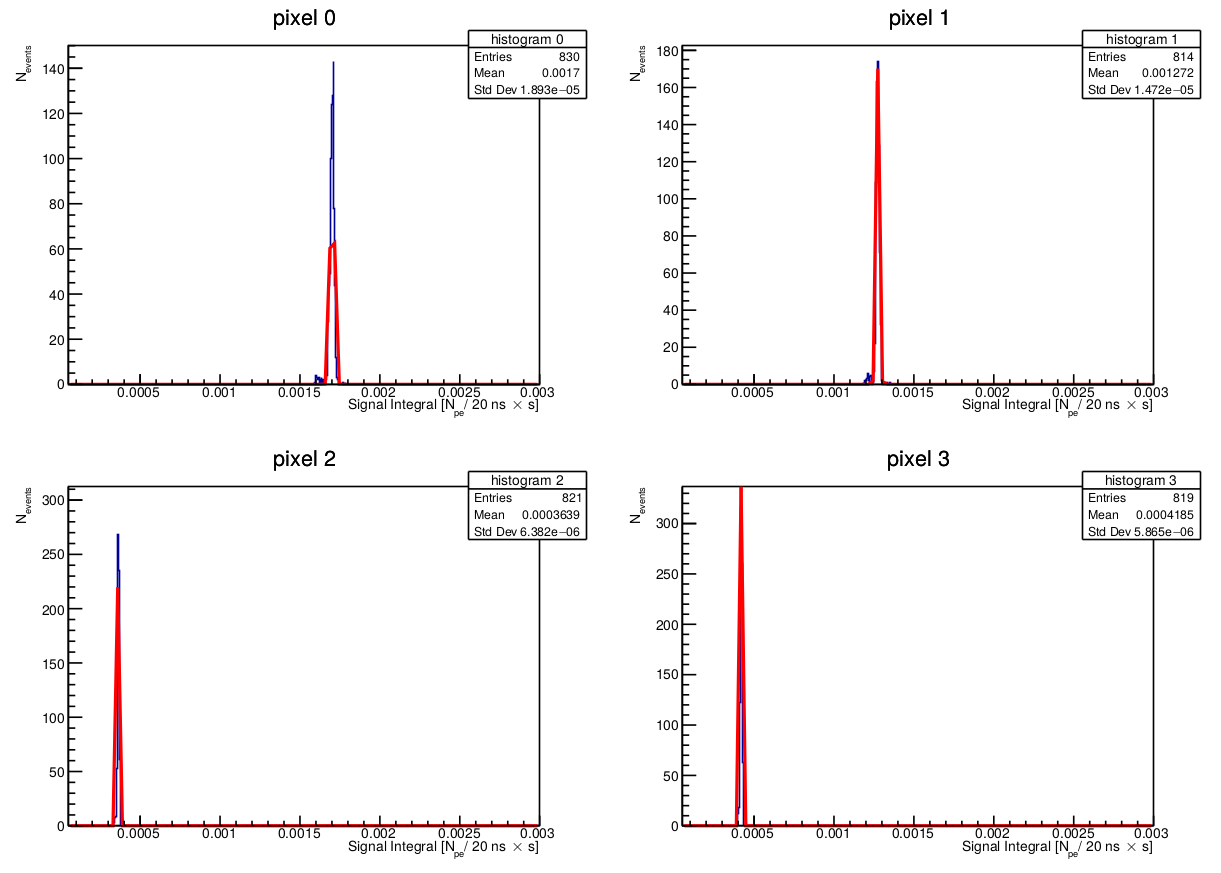 pixel 0
histogram 0
Entries 830
Mean 0.0017
Std Dev 1.893e−05
N_events
140
120
100
80
60
40
20
0
0.0005 0.001 0.0015 0.002 0.0025 0.003
Signal Integral [N_pe/ 20 ns × s]
pixel 1
histogram 1
Entries 814
Mean 0.001272
Std Dev 1.472e−05
N_events
180
160
140
120
100
80
60
40
20
0
0.0005 0.001 0.0015 0.002 0.0025 0.003
Signal Integral [N_pe/ 20 ns × s]
pixel 2
histogram 2
Entries 821
Mean 0.0003639
Std Dev 6.382e−06
N_events
300
250
200
150
100
50
0
0.0005 0.001 0.0015 0.002 0.0025 0.003
Signal Integral [N_pe/ 20 ns × s]
pixel 3
histogram 3
Entries 819
Mean 0.0004185
Std Dev 5.865e−06
N_events
300
250
200
150
100
50
0
0.0005 0.001 0.0015 0.002 0.0025 0.003
Signal Integral [N_pe/ 20 ns × s]